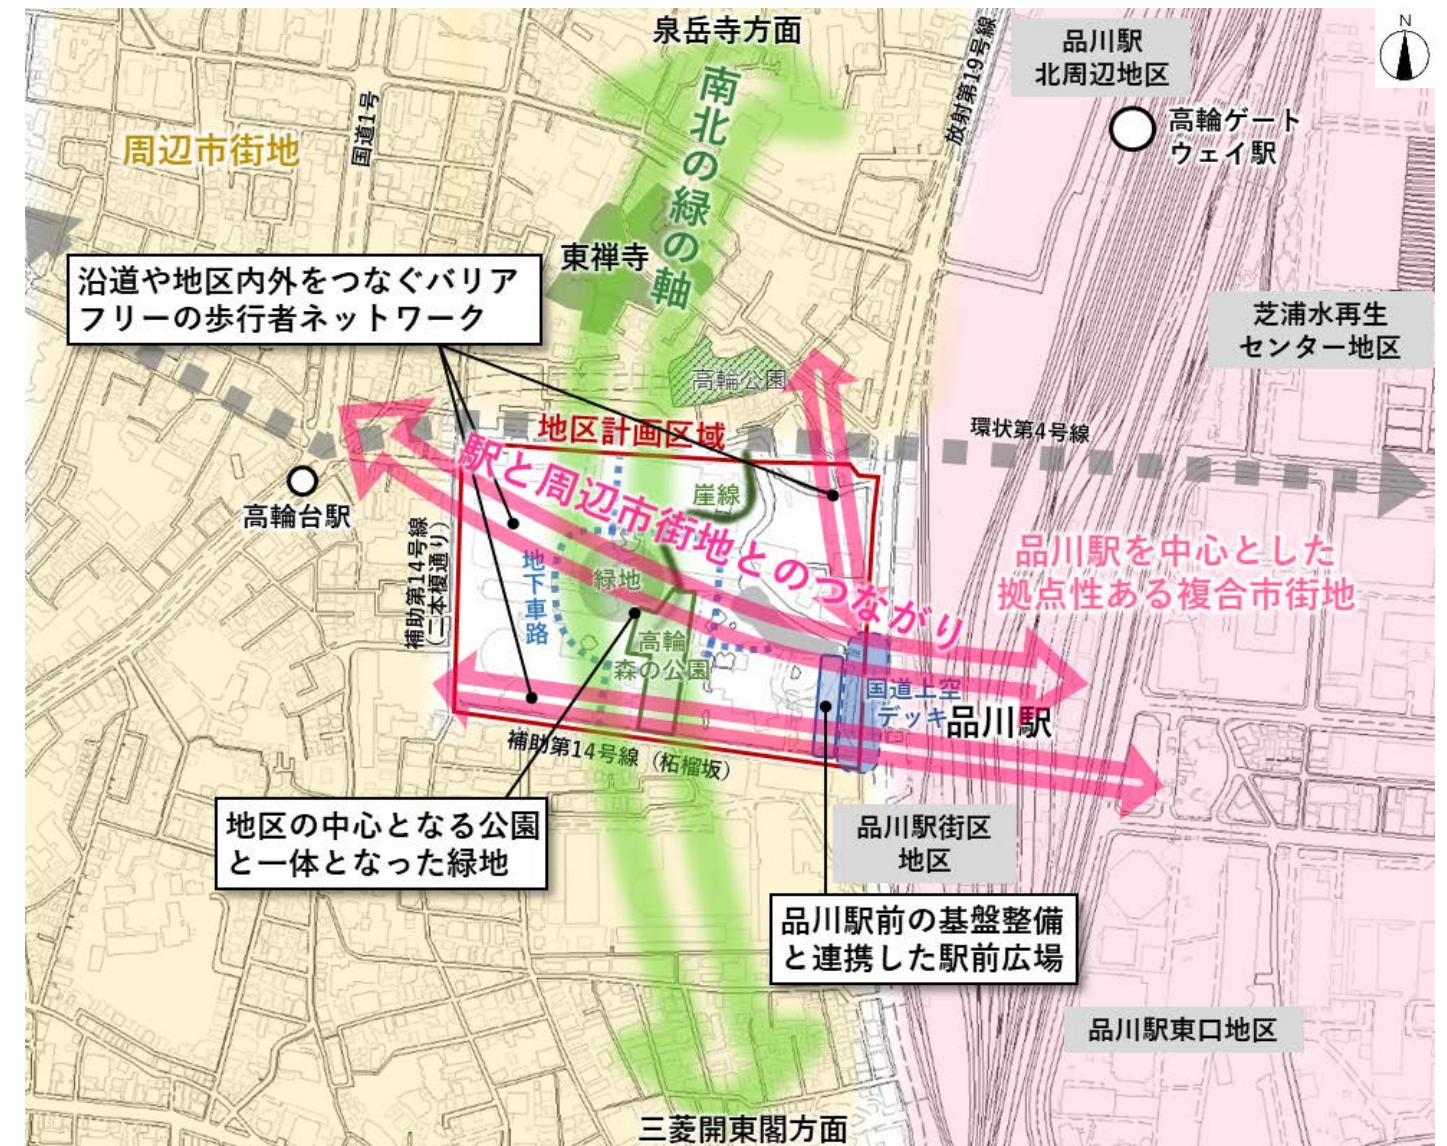 泉岳寺方面
N
品川駅
北周辺地区
放射第19号線
南北の緑の軸
高輪ゲート
ウェイ駅
国道1号
周辺市街地
東禅寺
沿道や地区内外をつなぐバリア
フリーの歩行者ネットワーク
芝浦水再生
センター地区
高輪公園
地区計画区域
環状第4号線
駅と周辺市街地とのつながり
崖線
高輪台駅
補助第14号線
(二本榎通り)
地下車路
緑地
品川駅を中心とした
拠点性ある複合市街地
高輪
森の公園
国道上空
デッキ
品川駅
補助第14号線(柘榴坂)
地区の中心となる公園
と一体となった緑地
品川駅街区
地区
品川駅前の基盤整備
と連携した駅前広場
品川駅東口地区
三菱開東閣方面